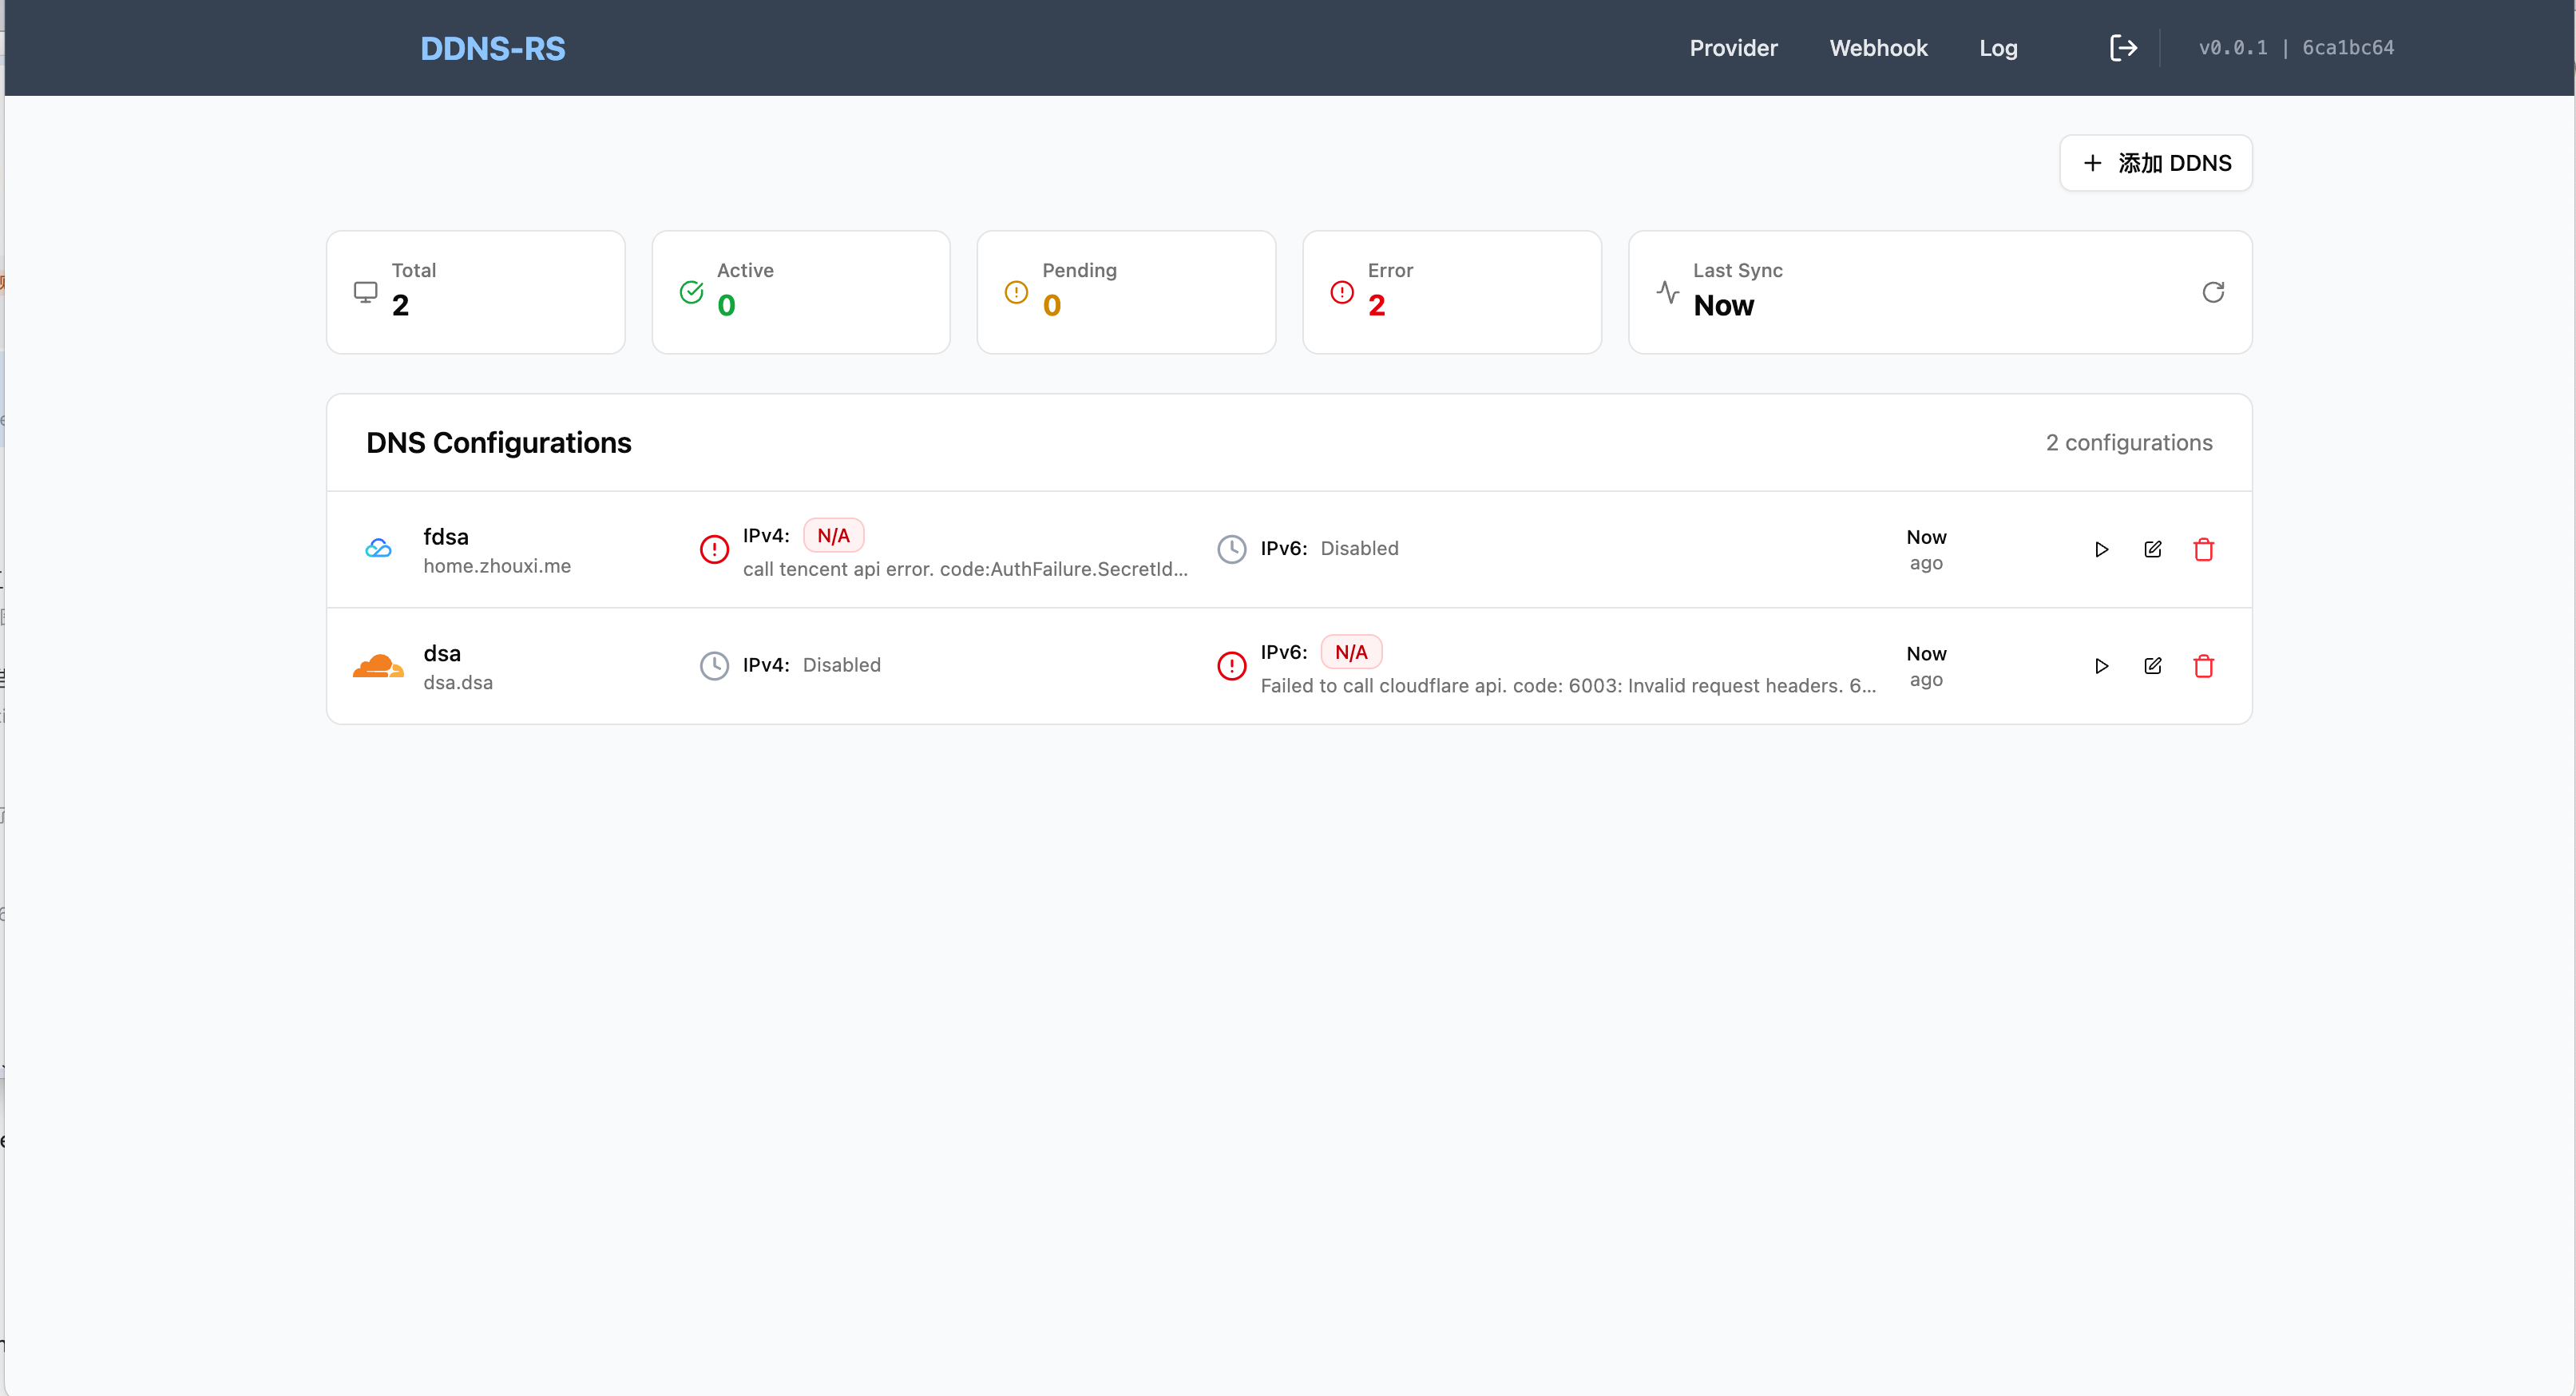 DDNS-RS
Provider Webhook Log v0.0.1 | 6ca1bc64
+ 添加 DDNS
Total
2
Active
0
Pending
0
Error
2
Last Sync
Now
DNS Configurations
2 configurations
fdsa
home.zhouxi.me
IPv4: N/A
call tencent api error. code:AuthFailure.SecretId...
IPv6: Disabled
Now
ago
dsa
dsa.dsa
IPv4: Disabled
IPv6: N/A
Failed to call cloudflare api. code: 6003: Invalid request headers. 6...
Now
ago